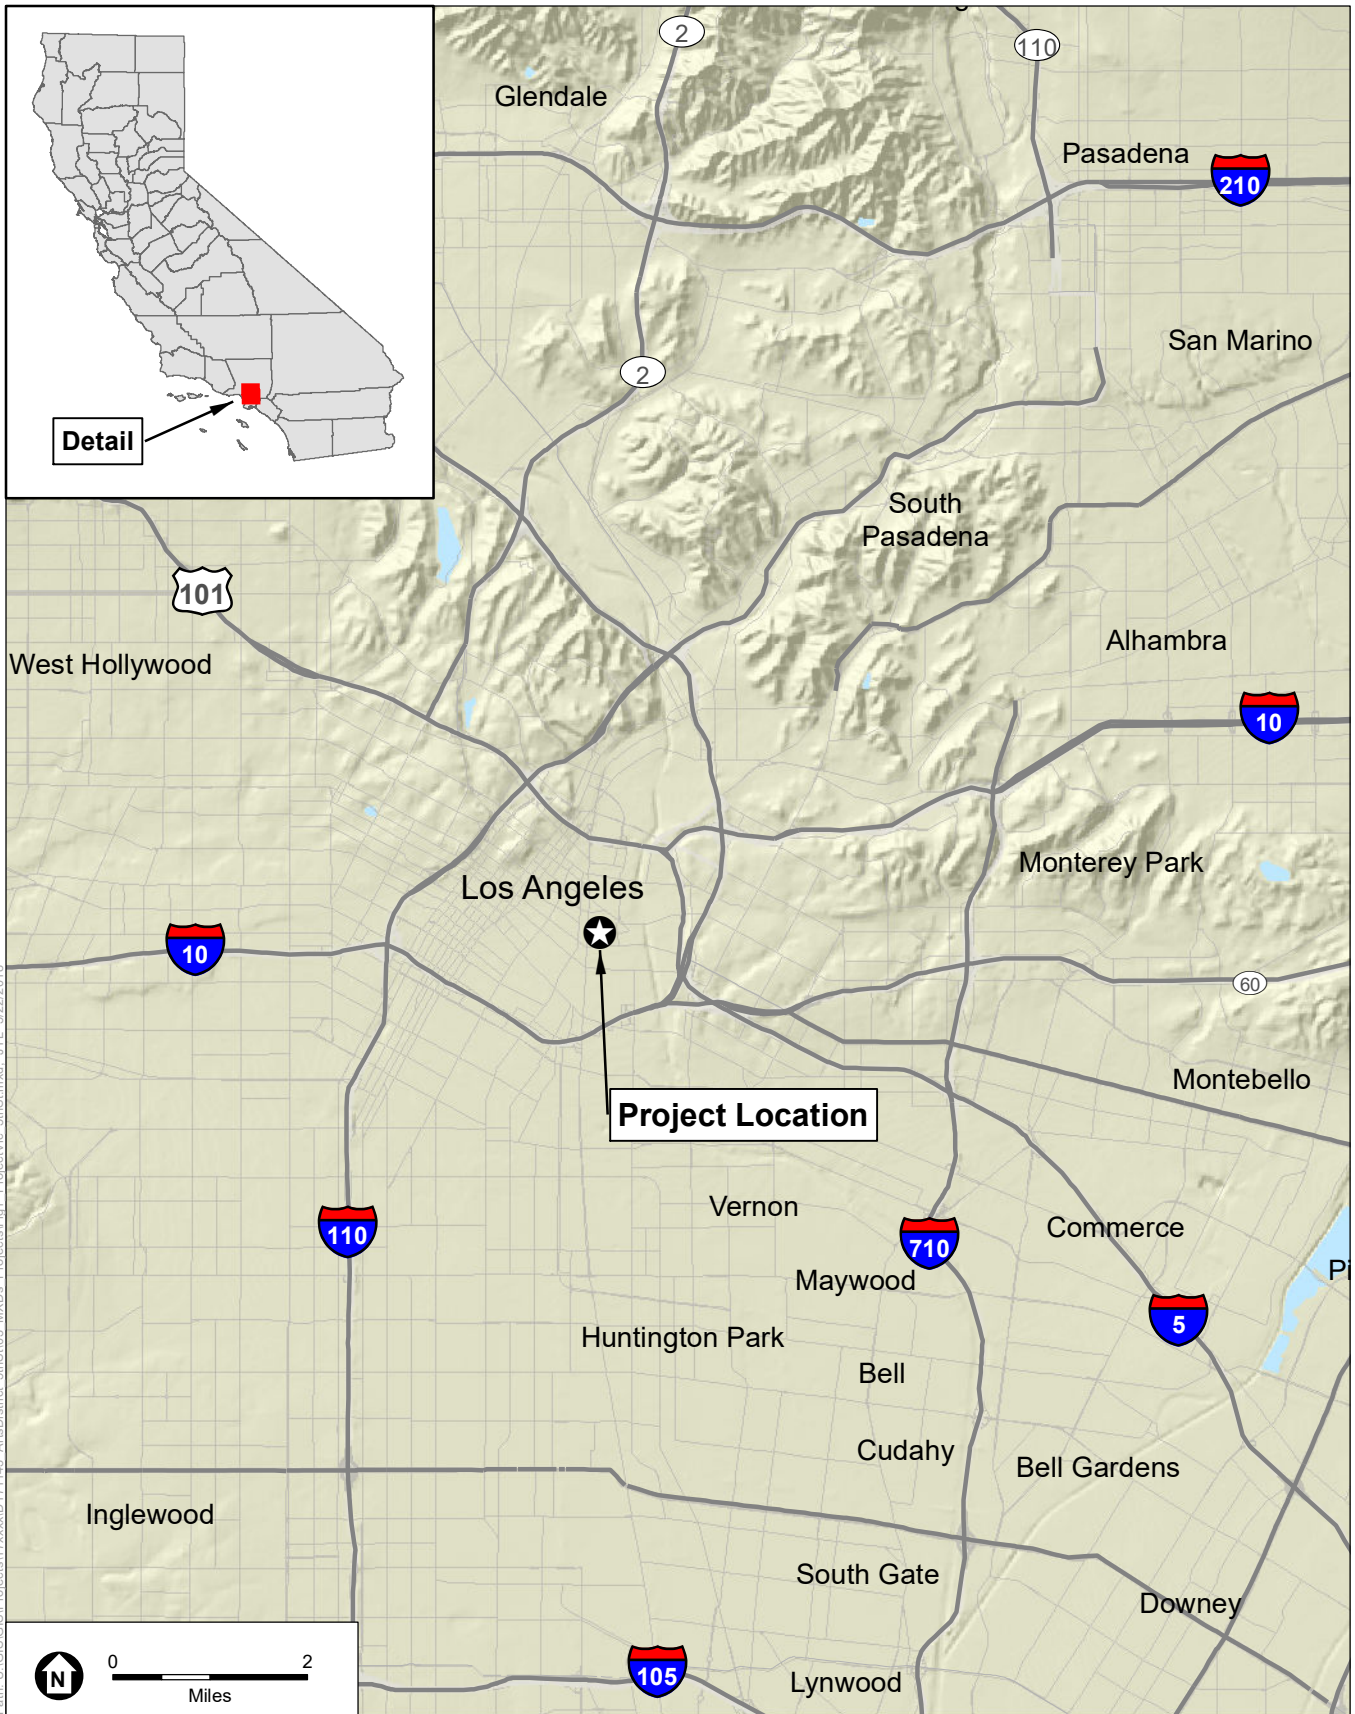 2
110
Glendale
Pasadena
210
San Marino
2
Detail
South
Pasadena
101
Alhambra
West Hollywood
10
Monterey Park
Los Angeles
10
60
Montebello
Project Location
Vernon
110
Commerce
710
Maywood
Pi
5
Huntington Park
Bell
Cudahy
Bell Gardens
Inglewood
South Gate
Downey
N
0 2
Miles
105
Lynwood